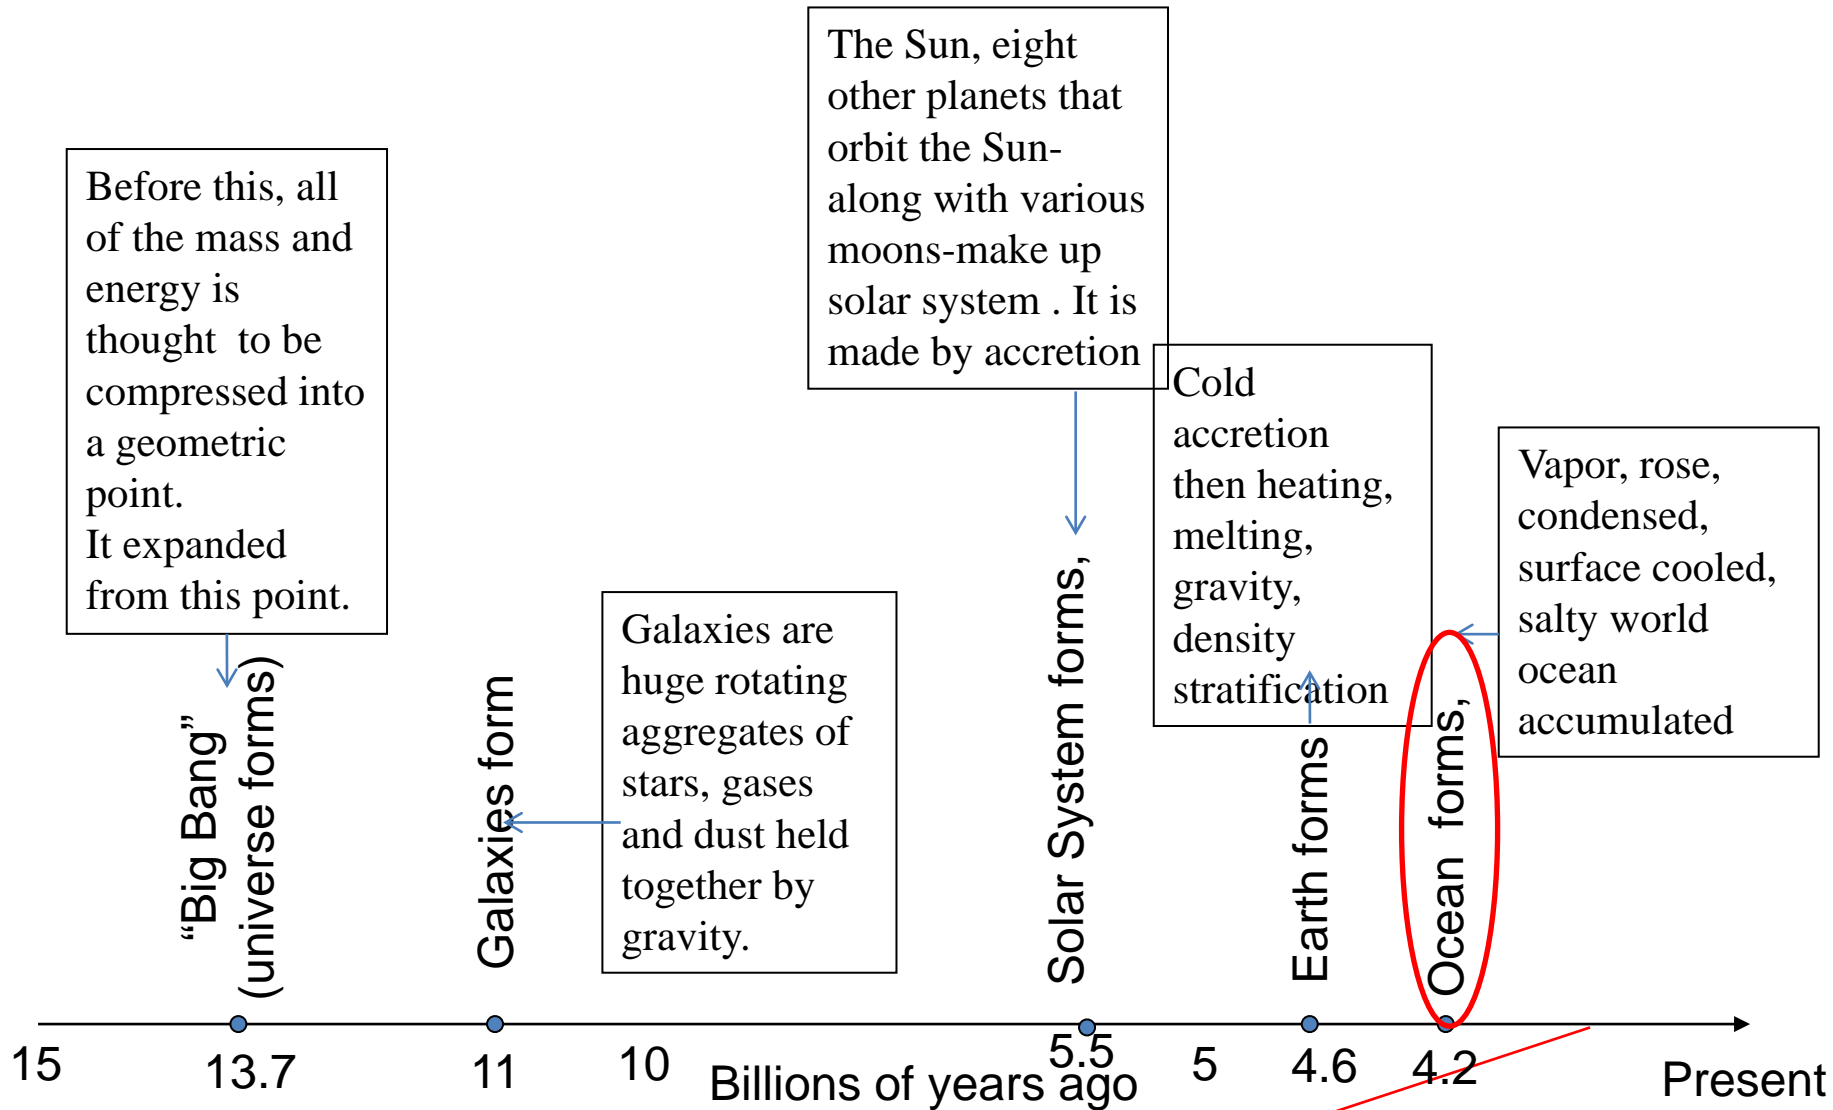 The Sun, eight
other planets that
orbit the Sun-
along with various
moons-make up
solar system . It is
made by accretion
Before this, all
of the mass and
energy is
thought  to be
compressed into
a geometric
point.
It expanded
from this point.
Cold
accretion
then heating,
melting,
gravity,
density
stratification
Vapor, rose,
condensed,
surface cooled,
salty world
ocean
accumulated
Galaxies are
huge rotating
aggregates of
stars, gases
and dust held
together by
gravity.
“Big Bang”
(universe forms)
Galaxies form
Solar System forms,
Earth forms
Ocean  forms,
15
13.7
11
10
5.5
5
4.6
4.2
Billions of years ago
Present